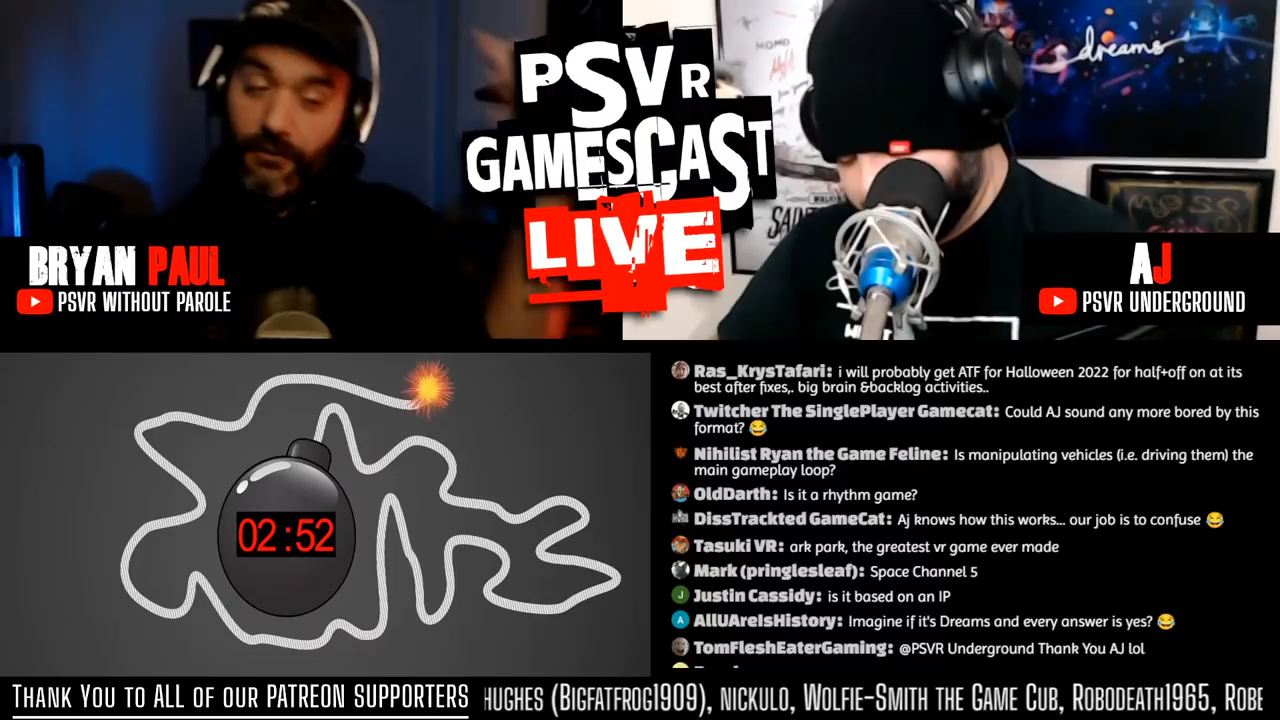 PSVR
GAMESCAST
LIVE
BRYAN PAUL
PSVR WITHOUT PAROLE
dreams
MOSS
AJ
PSVR UNDERGROUND
02:52
Ras_KrysTafari: i will probably get ATF for Halloween 2022 for half+off on at its
best after fixes,. big brain &backlog activities..
Twitcher The SinglePlayer Gamecat: Could AJ sound any more bored by this
format? 😂
Nihilist Ryan the Game Feline: Is manipulating vehicles (i.e. driving them) the
main gameplay loop?
OldDarth: Is it a rhythm game?
DissTrackted GameCat: Aj knows how this works... our job is to confuse 😂
Tasuki VR: ark park, the greatest vr game ever made
Mark (pringlesleaf): Space Channel 5
J Justin Cassidy: is it based on an IP
A AllUAreIsHistory: Imagine if it's Dreams and every answer is yes? 😂
TomFleshEaterGaming: @PSVR Underground Thank You AJ lol
THANK YOU TO ALL OF OUR PATREON SUPPORTERS
HUGHES (BIGFATFROG1909), NICKULO, WOLFIE-SMITH THE GAME CUB, ROBODEATH1965, ROBE